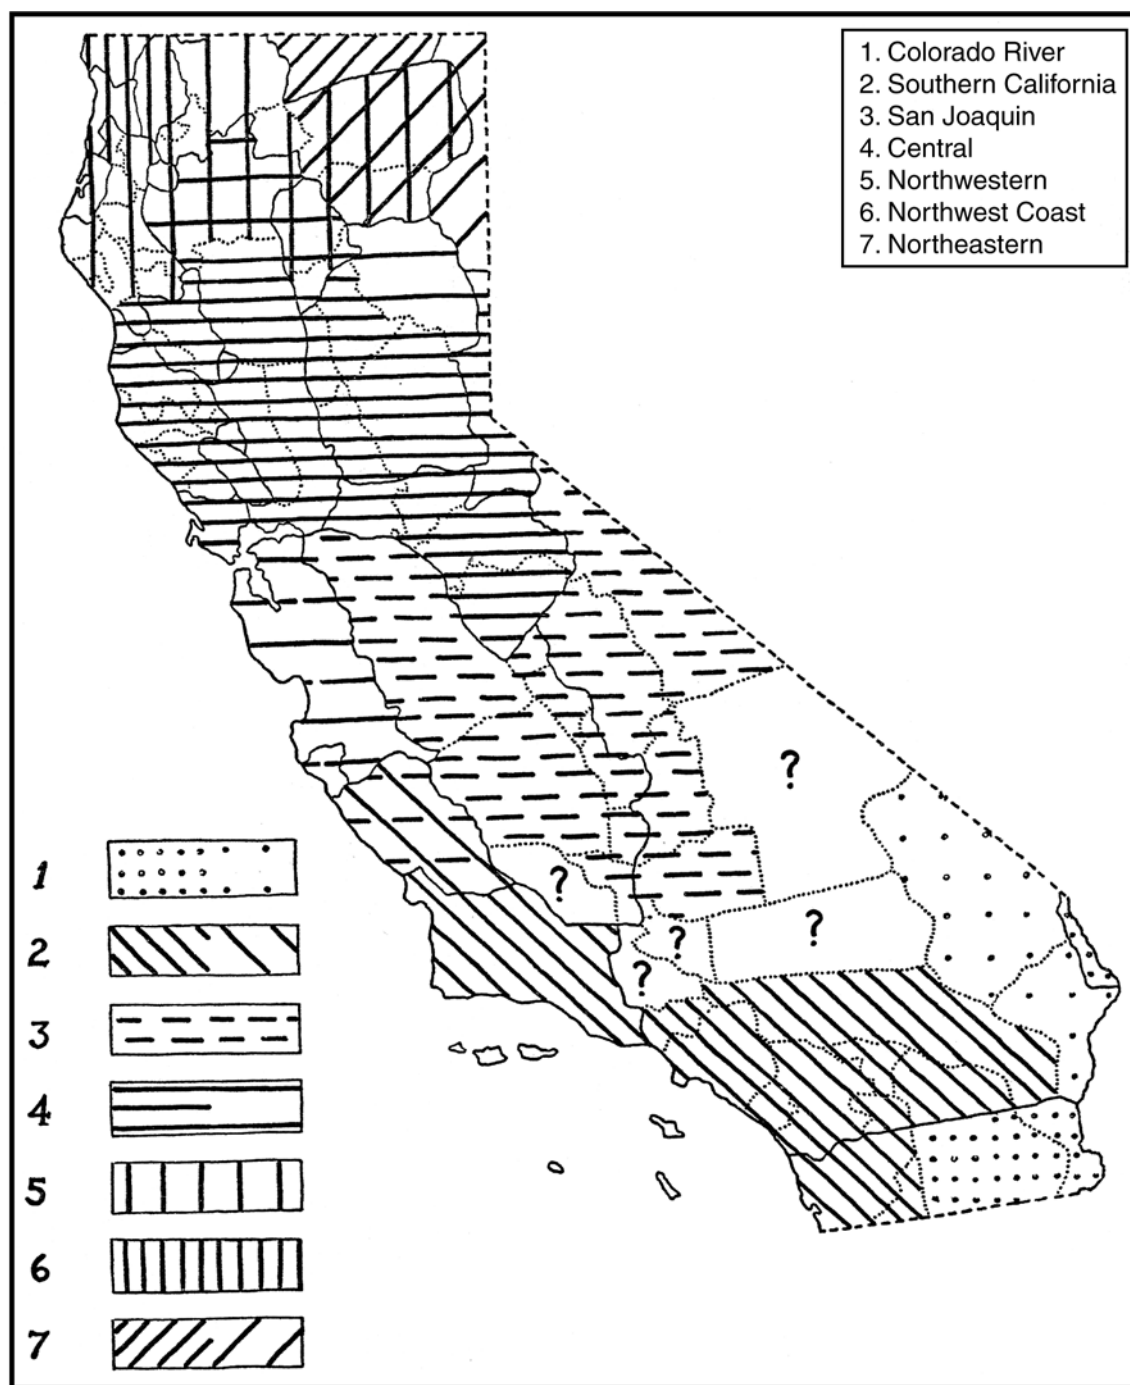 1. Colorado River
2. Southern California
3. San Joaquin
4. Central
5. Northwestern
6. Northwest Coast
7. Northeastern
?
?
?
?
?
1
2
3
4
5
6
7